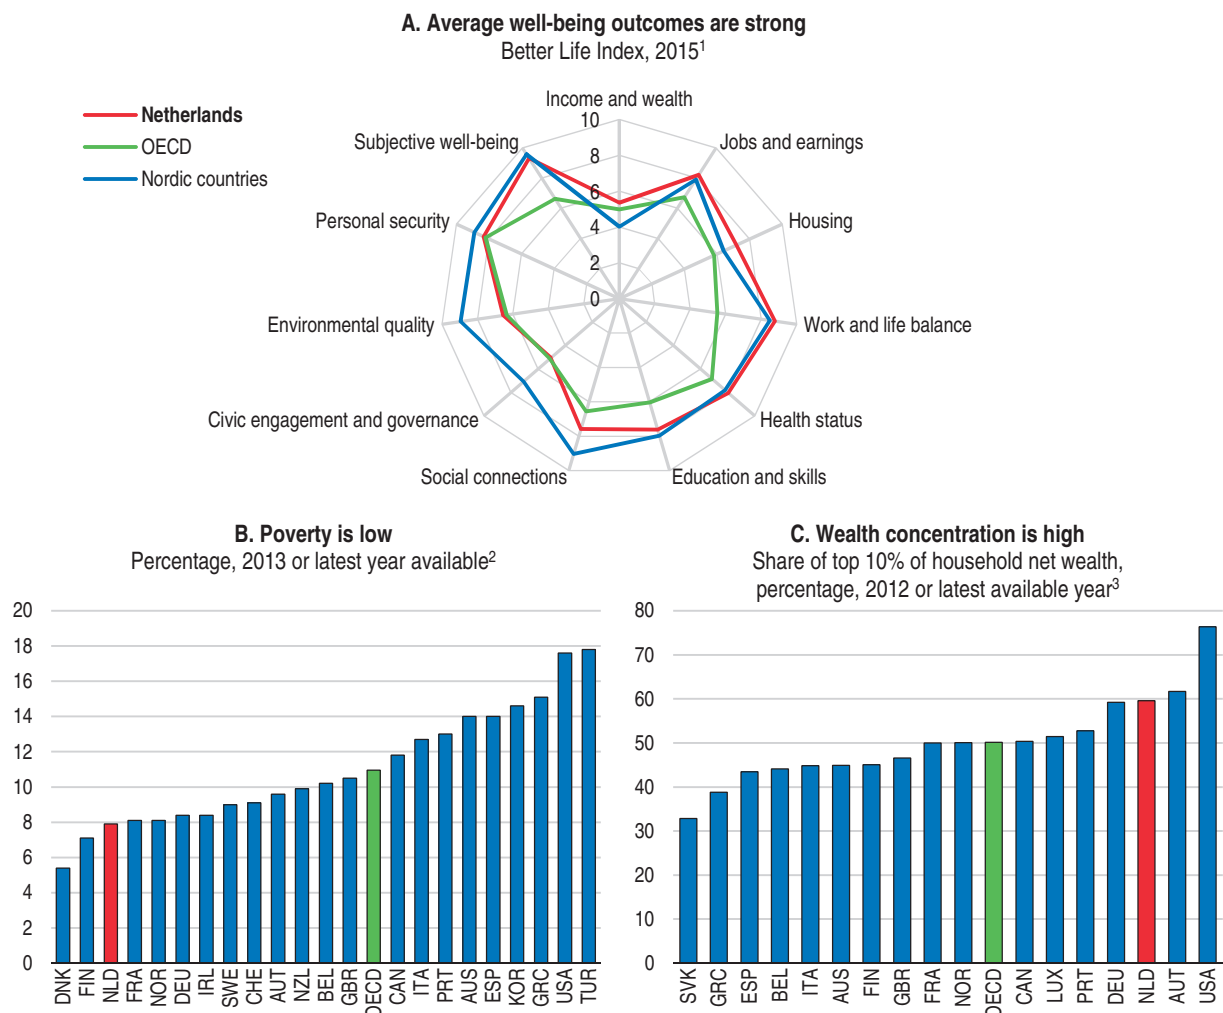 A. Average well-being outcomes are strong
Better Life Index, 2015¹
Netherlands
OECD
Nordic countries
Income and wealth
Jobs and earnings
Housing
Work and life balance
Health status
Education and skills
Social connections
Civic engagement and governance
Environmental quality
Personal security
Subjective well-being
10
8
6
4
2
0
B. Poverty is low
Percentage, 2013 or latest year available²
20
18
16
14
12
10
8
6
4
2
0
DNK
FIN
NLD
FRA
NOR
DEU
IRL
SWE
CHE
AUT
NZL
BEL
GBR
OECD
CAN
ITA
PRT
AUS
ESP
KOR
GRC
USA
TUR
C. Wealth concentration is high
Share of top 10% of household net wealth,
percentage, 2012 or latest available year³
80
70
60
50
40
30
20
10
0
SVK
GRC
ESP
BEL
ITA
AUS
FIN
GBR
FRA
NOR
OECD
CAN
LUX
PRT
DEU
NLD
AUT
USA